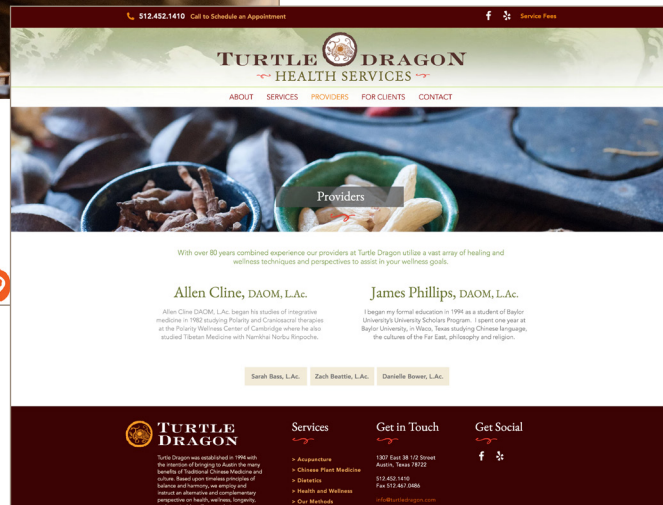 512.452.1410 Call to Schedule an Appointment
Service Fees
TURTLE DRAGON
HEALTH SERVICES
ABOUT SERVICES PROVIDERS FOR CLIENTS CONTACT
Providers
With over 80 years combined experience our providers at Turtle Dragon utilize a vast array of healing and
wellness techniques and perspectives to assist in your wellness goals.
Allen Cline, DAOM, L.Ac.
Allen Cline DAOM, L.Ac. began his studies of integrative
medicine in 1982 studying Polarity and Craniosacral therapies
at the Polarity Wellness Center of Cambridge where he also
studied Tibetan Medicine with Namkhai Norbu Rinpoche.
James Phillips, DAOM, L.Ac.
I began my formal education in 1994 as a student of Baylor
University's University Scholars Program. I spent one year at
Baylor University, in Waco, Texas studying Chinese language,
the cultures of the Far East, philosophy and religion.
Sarah Bass, L.Ac.
Zach Beattie, L.Ac.
Danielle Bower, L.Ac.
TURTLE
DRAGON
Turtle Dragon was established in 1994 with
the intention of bringing to Austin the many
benefits of Traditional Chinese Medicine and
culture. Based upon timeless principles of
balance and harmony, we employ and
instruct an alternative and complementary
perspective on health, wellness, longevity,
Services
> Acupuncture
> Chinese Plant Medicine
> Dietetics
> Health and Wellness
> Our Methods
Get in Touch
1307 East 38 1/2 Street
Austin, Texas 78722
512.452.1410
Fax 512.467.0486
info@turtledragon.com
Get Social